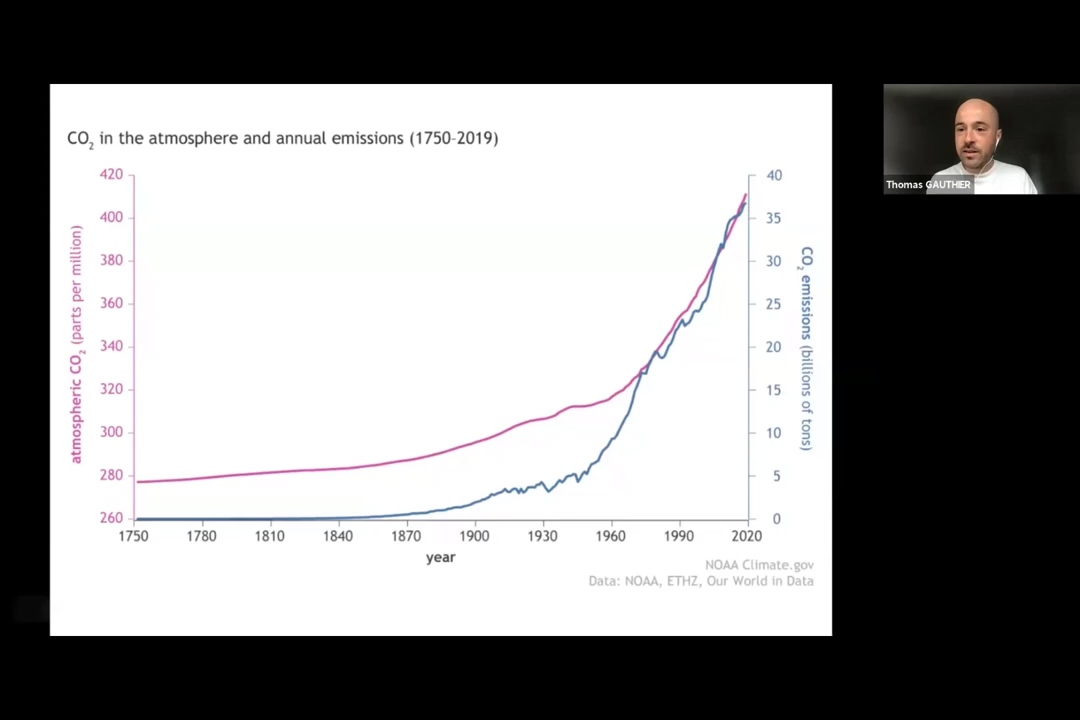 CO2 in the atmosphere and annual emissions (1750-2019)
420
400
380
360
340
320
300
280
260
atmospheric CO2 (parts per million)
40
35
30
25
20
15
10
5
0
CO2 emissions (billions of tons)
1750 1780 1810 1840 1870 1900 1930 1960 1990 2020
year
NOAA Climate.gov
Data: NOAA, ETHZ, Our World in Data
Thomas GAUTHIER